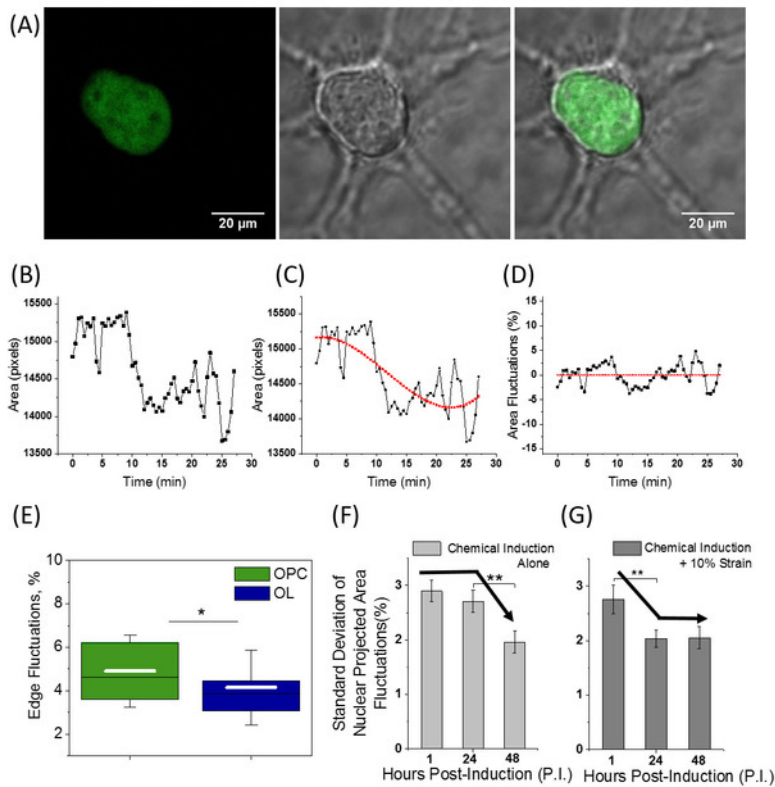 (A)
20 µm
20 µm
(B)
(C)
(D)
15500
15000
14500
14000
13500
Area (pixels)
0 5 10 15 20 25 30
Time (min)
15500
15000
14500
14000
13500
Area (pixels)
0 5 10 15 20 25 30
Time (min)
15
10
5
0
-5
-10
-15
Area Fluctuations (%)
0 5 10 15 20 25 30
Time (min)
(E)
10
8
6
4
2
Edge Fluctuations, %
OPC
OL
*
(F)
Chemical Induction
Alone
Standard Deviation of
Nuclear Projected Area
Fluctuations(%)
3
2
1
0
**
1 24 48
Hours Post-Induction (P.I.)
(G)
Chemical Induction
+ 10% Strain
3
2
1
0
**
1 24 48
Hours Post-Induction (P.I.)